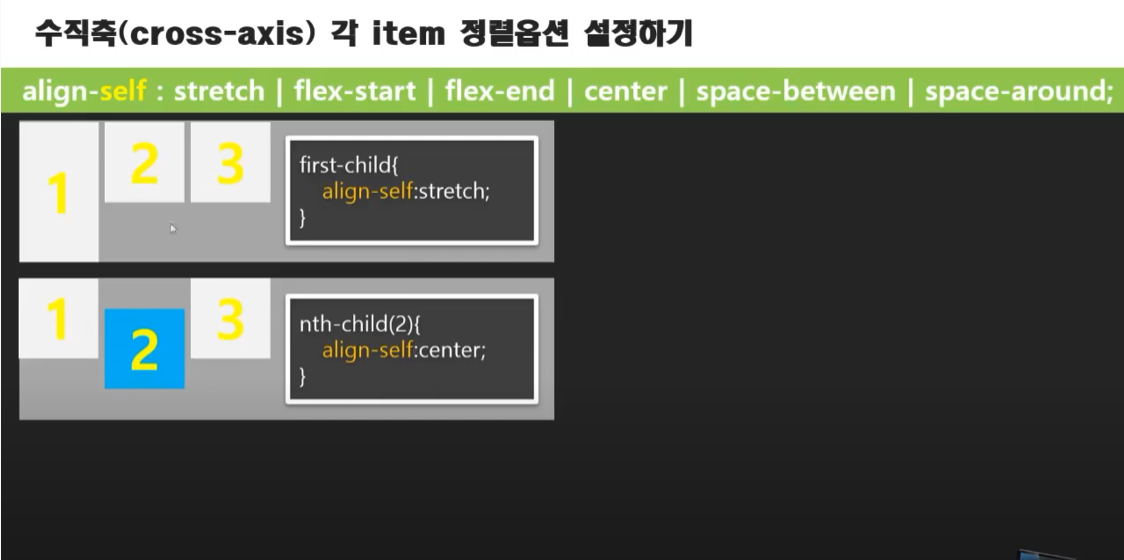 수직축(cross-axis) 각 item 정렬옵션 설정하기
align-self : stretch | flex-start | flex-end | center | space-between | space-around;
1 2 3
first-child{
align-self:stretch;
}
1 2 3
nth-child(2){
align-self:center;
}